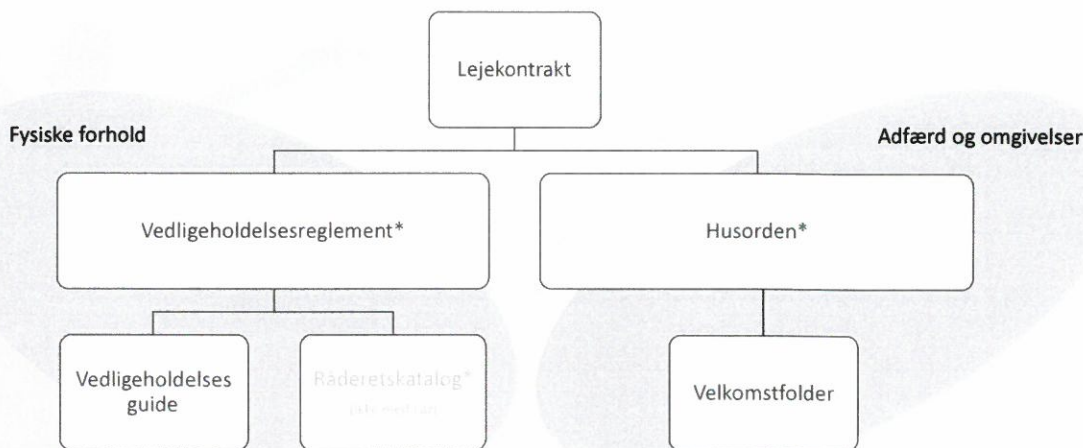 Lejekontrakt
Fysiske forhold
Adfærd og omgivelser
Vedligeholdelsesreglement*
Husorden*
Vedligeholdelses
guide
Råderetskatalog*
Velkomstfolder